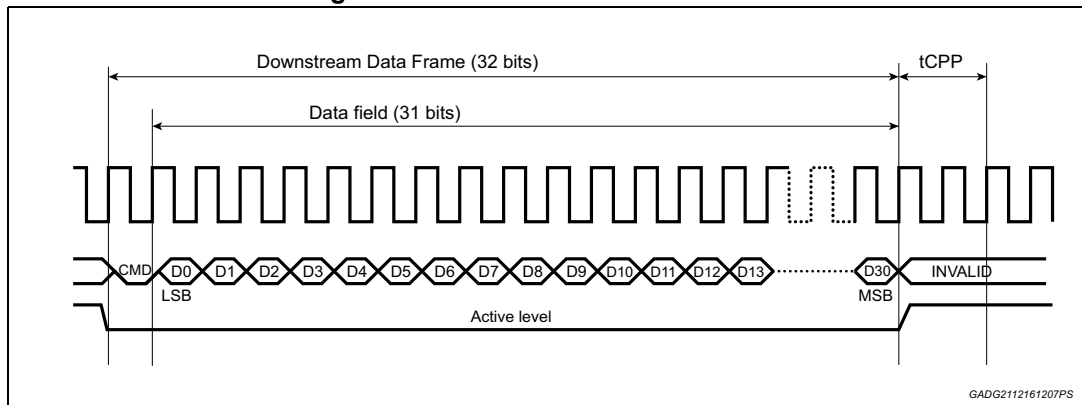 Downstream Data Frame (32 bits) tCPP
Data field (31 bits)
CMD D0 D1 D2 D3 D4 D5 D6 D7 D8 D9 D10 D11 D12 D13 D30 INVALID
LSB MSB
Active level
GADG2112161207PS